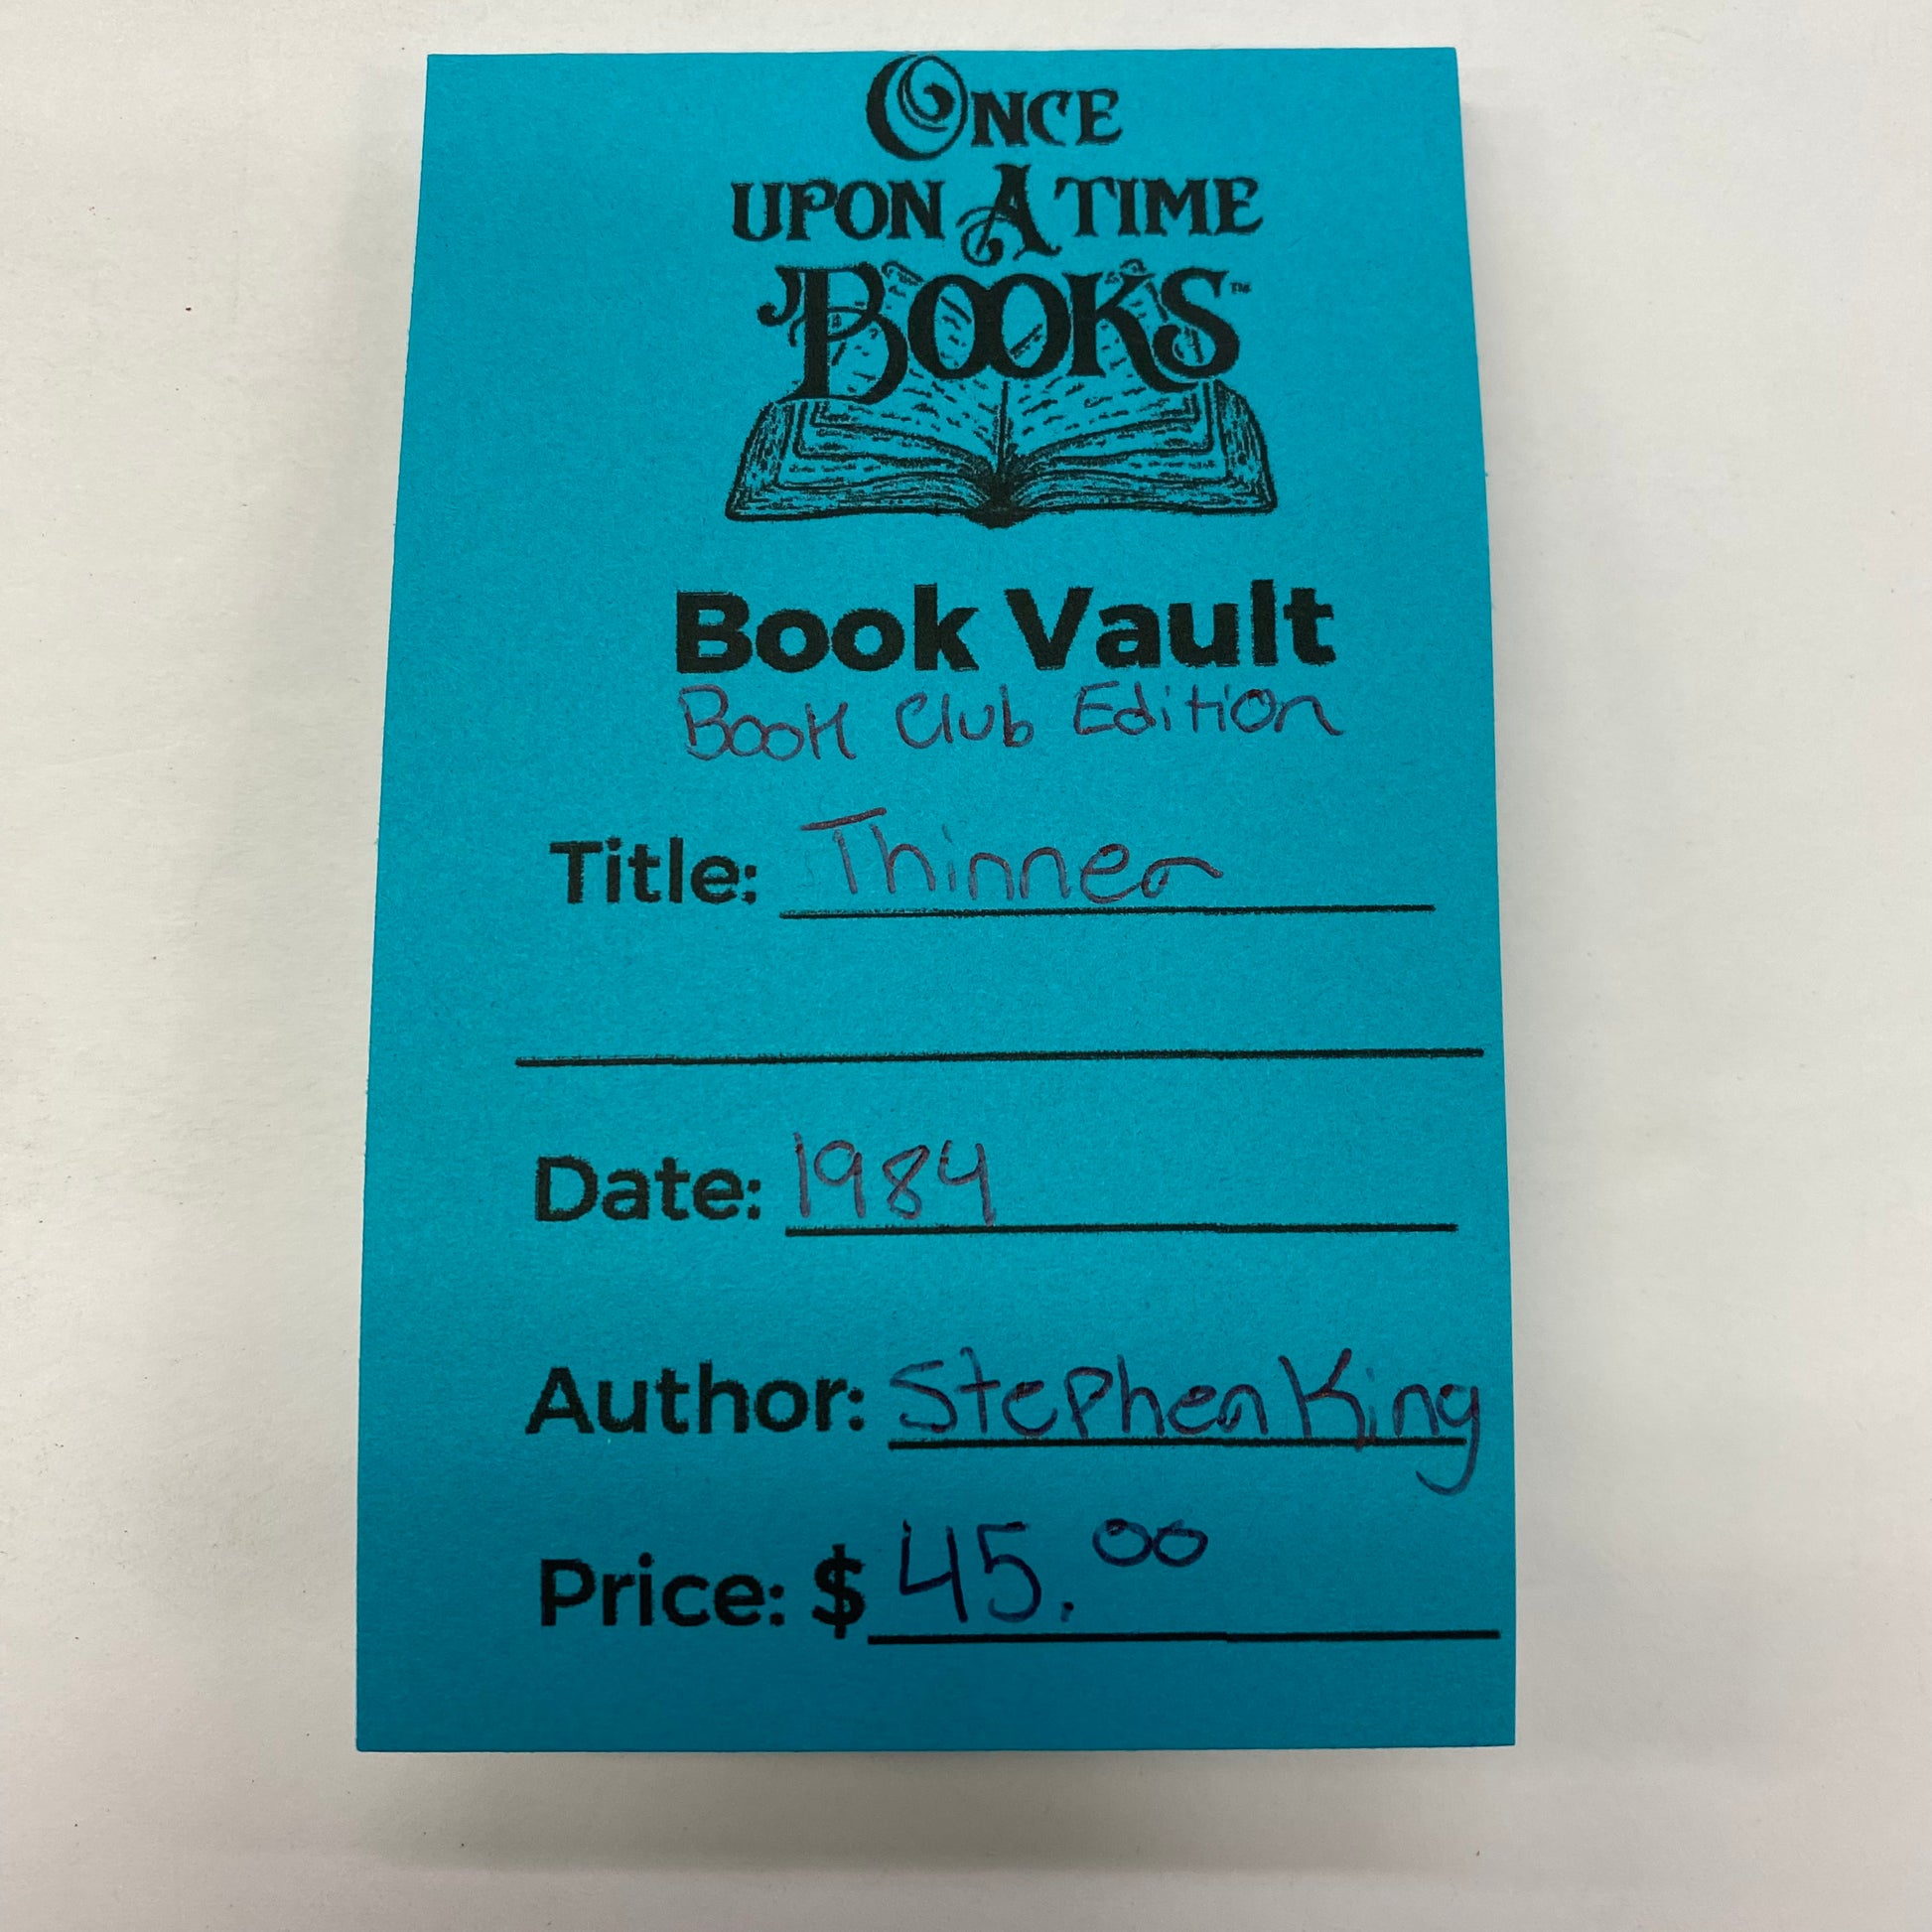 ONCE
UPON A TIME
BOOKS™
Book Vault
Book Club Edition
Title: Thinner
Date: 1984
Author: Stephen King
Price: $ 45.00